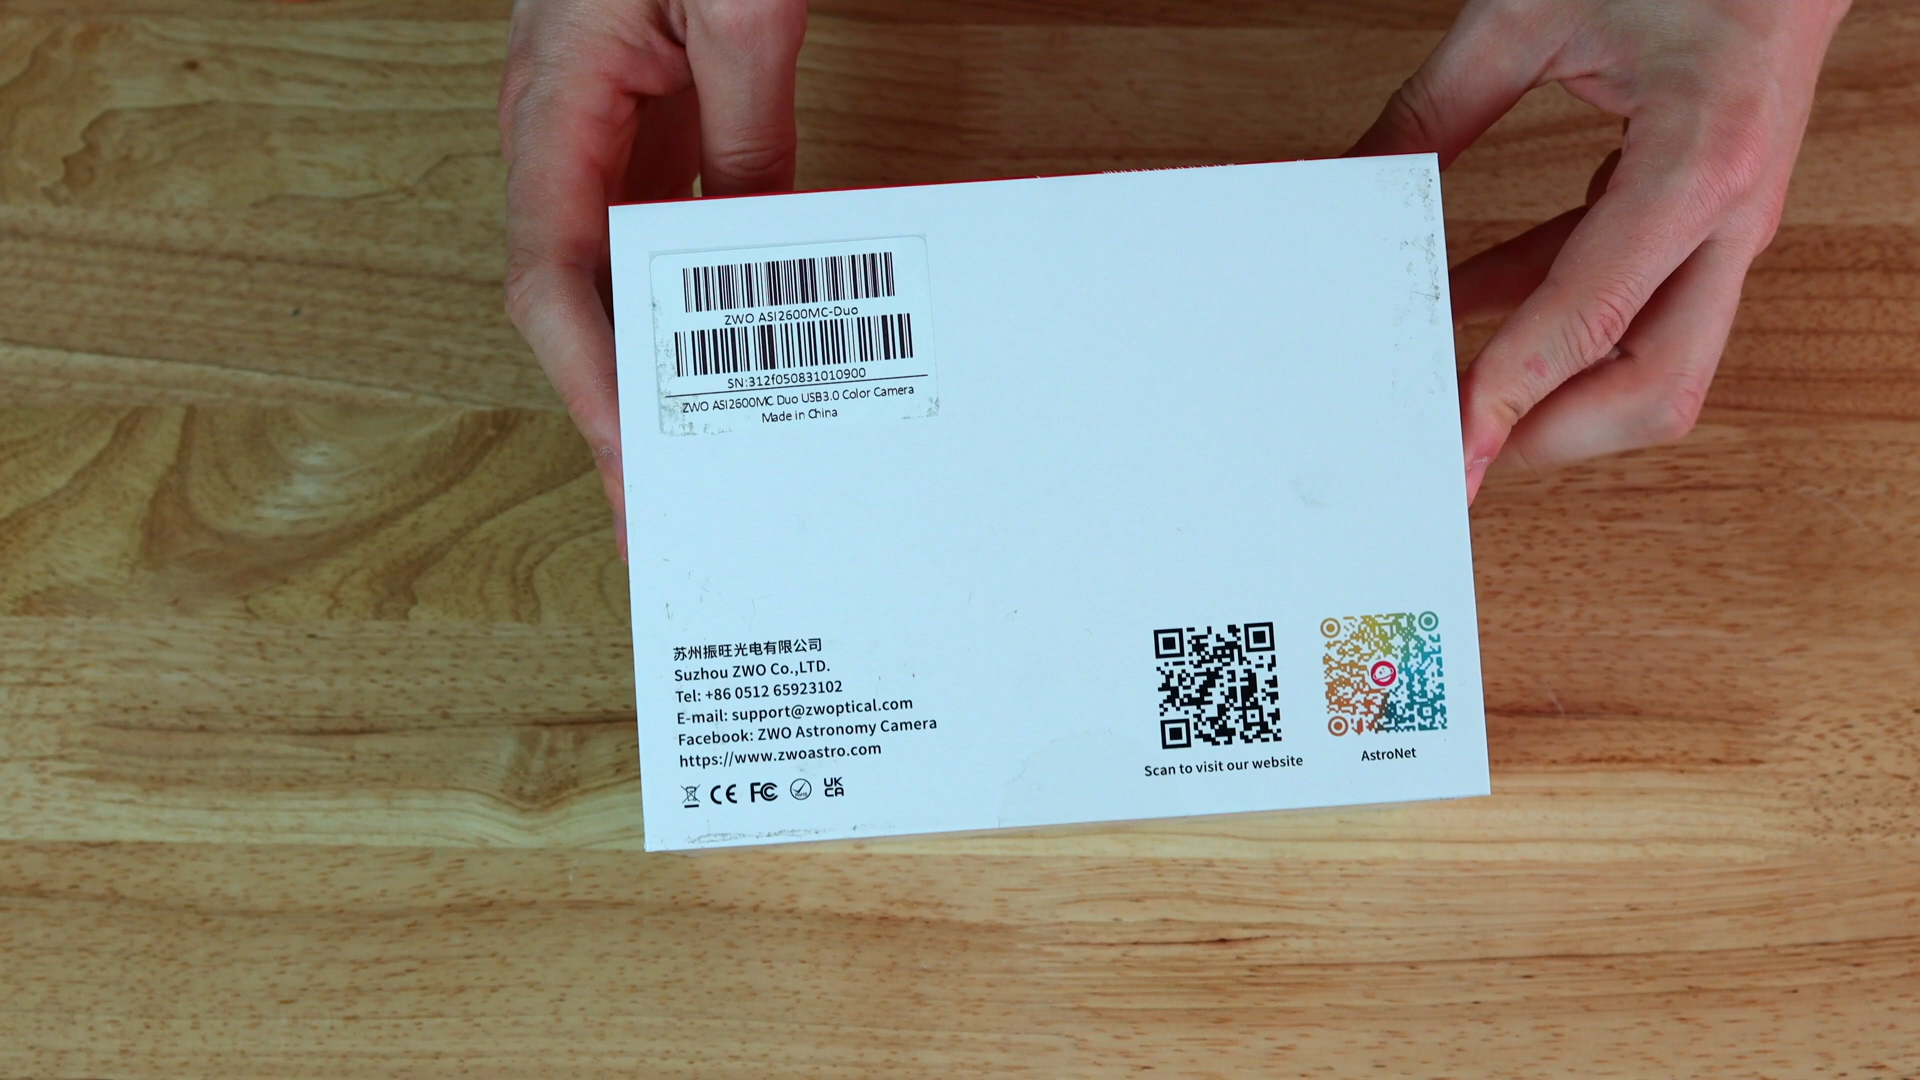 ZWO ASI2600MC-Duo
SN:312f050831010900
ZWO ASI2600MC Duo USB3.0 Color Camera
Made in China
苏州振旺光电有限公司
Suzhou ZWO Co.,LTD.
Tel: +86 0512 65923102
E-mail: support@zwoptical.com
Facebook: ZWO Astronomy Camera
https://www.zwoastro.com
CE FC UK CA
Scan to visit our website
AstroNet